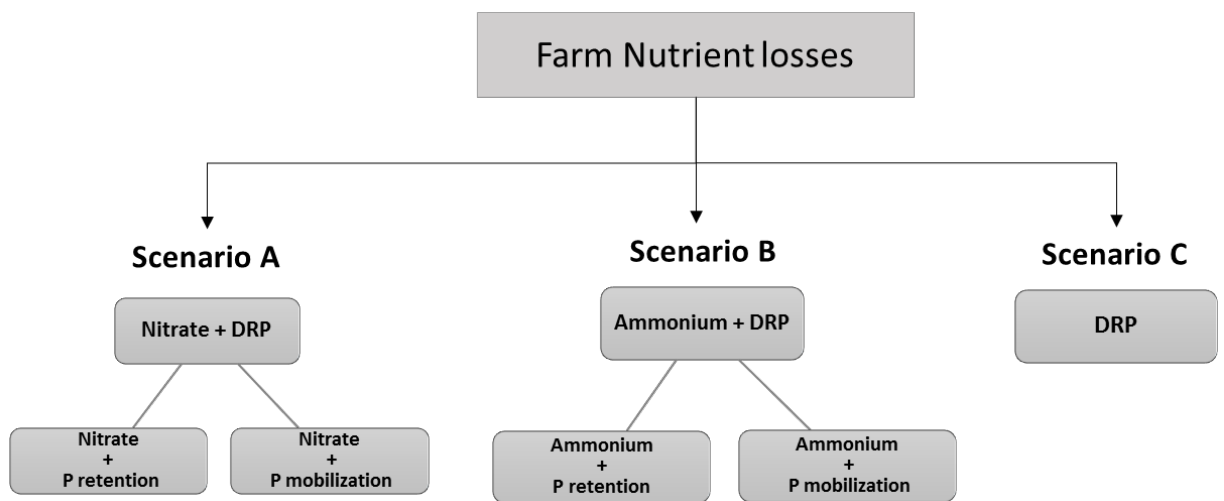 Farm Nutrient losses
Scenario A
Scenario B
Scenario C
Nitrate + DRP
Ammonium + DRP
DRP
Nitrate
+
P retention
Nitrate
+
P mobilization
Ammonium
+
P retention
Ammonium
+
P mobilization